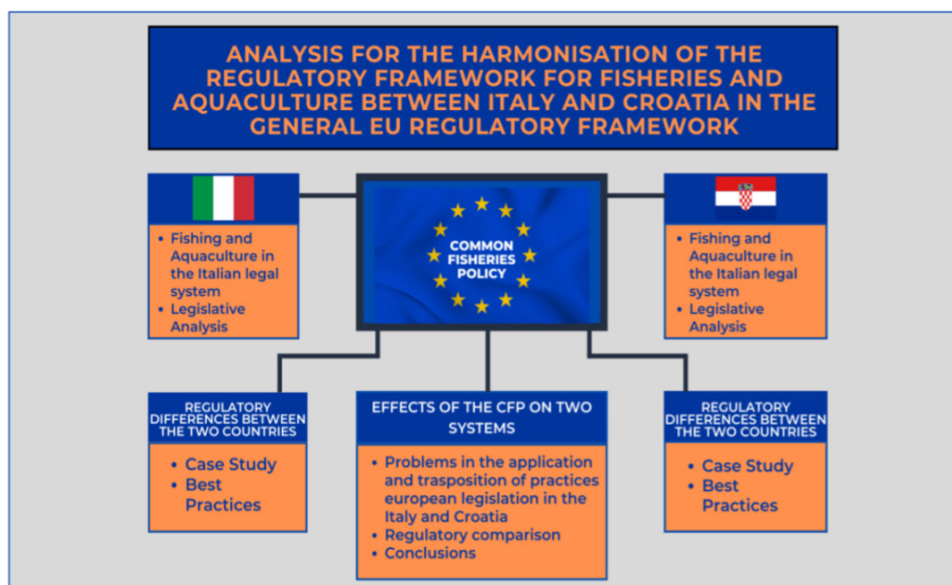 ANALYSIS FOR THE HARMONISATION OF THE
REGULATORY FRAMEWORK FOR FISHERIES AND
AQUACULTURE BETWEEN ITALY AND CROATIA IN THE
GENERAL EU REGULATORY FRAMEWORK
• Fishing and
Aquaculture in
the Italian legal
system
• Legislative
Analysis
COMMON
FISHERIES
POLICY
• Fishing and
Aquaculture in
the Italian legal
system
• Legislative
Analysis
REGULATORY
DIFFERENCES BETWEEN
THE TWO COUNTRIES
• Case Study
• Best
Practices
EFFECTS OF THE CFP ON TWO
SYSTEMS
• Problems in the application
and trasposition of practices
european legislation in the
Italy and Croatia
• Regulatory comparison
• Conclusions
REGULATORY
DIFFERENCES BETWEEN
THE TWO COUNTRIES
• Case Study
• Best
Practices